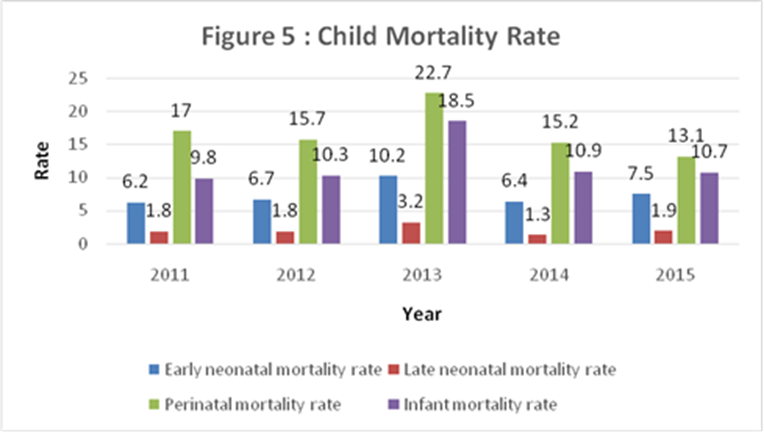 Figure 5 : Child Mortality Rate
25
20
15
10
5
0
Rate
6.2 1.8 17 9.8
6.7 1.8 15.7 10.3
10.2 3.2 22.7 18.5
6.4 1.3 15.2 10.9
7.5 1.9 13.1 10.7
2011 2012 2013 2014 2015
Year
Early neonatal mortality rate Late neonatal mortality rate
Perinatal mortality rate Infant mortality rate